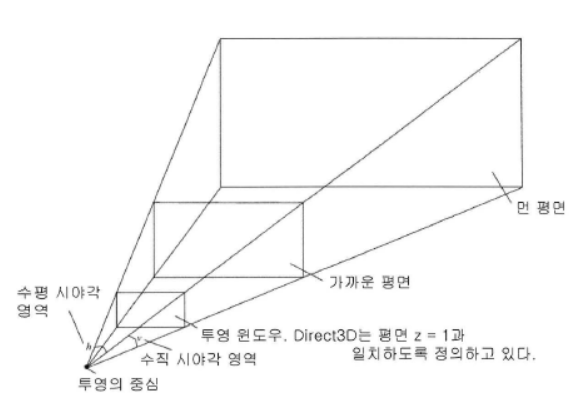 먼 평면
가까운 평면
수평 시야각
영역
투영 윈도우. Direct3D는 평면 z = 1과
일치하도록 정의하고 있다.
h
v
수직 시야각 영역
투영의 중심